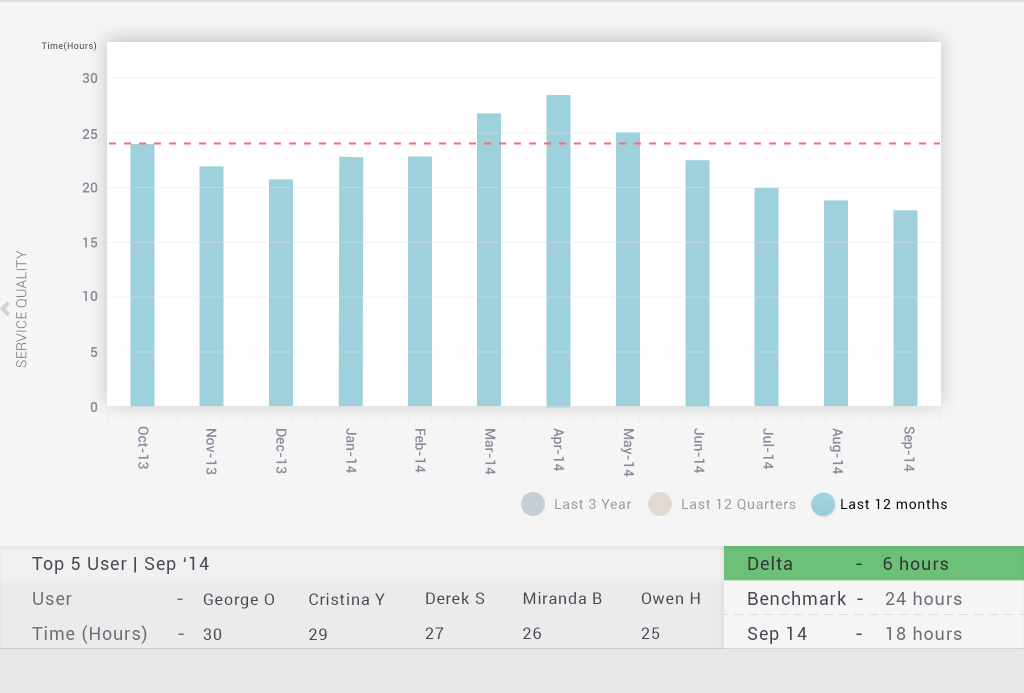 Time(Hours)
30
25
20
15
10
5
0
SERVICE QUALITY
Oct-13
Nov-13
Dec-13
Jan-14
Feb-14
Mar-14
Apr-14
May-14
Jun-14
Jul-14
Aug-14
Sep-14
Last 3 Year
Last 12 Quarters
Last 12 months
Top 5 User | Sep ‘14
User - George O Cristina Y Derek S Miranda B Owen H
Time (Hours) - 30 29 27 26 25
Delta - 6 hours
Benchmark - 24 hours
Sep 14 - 18 hours